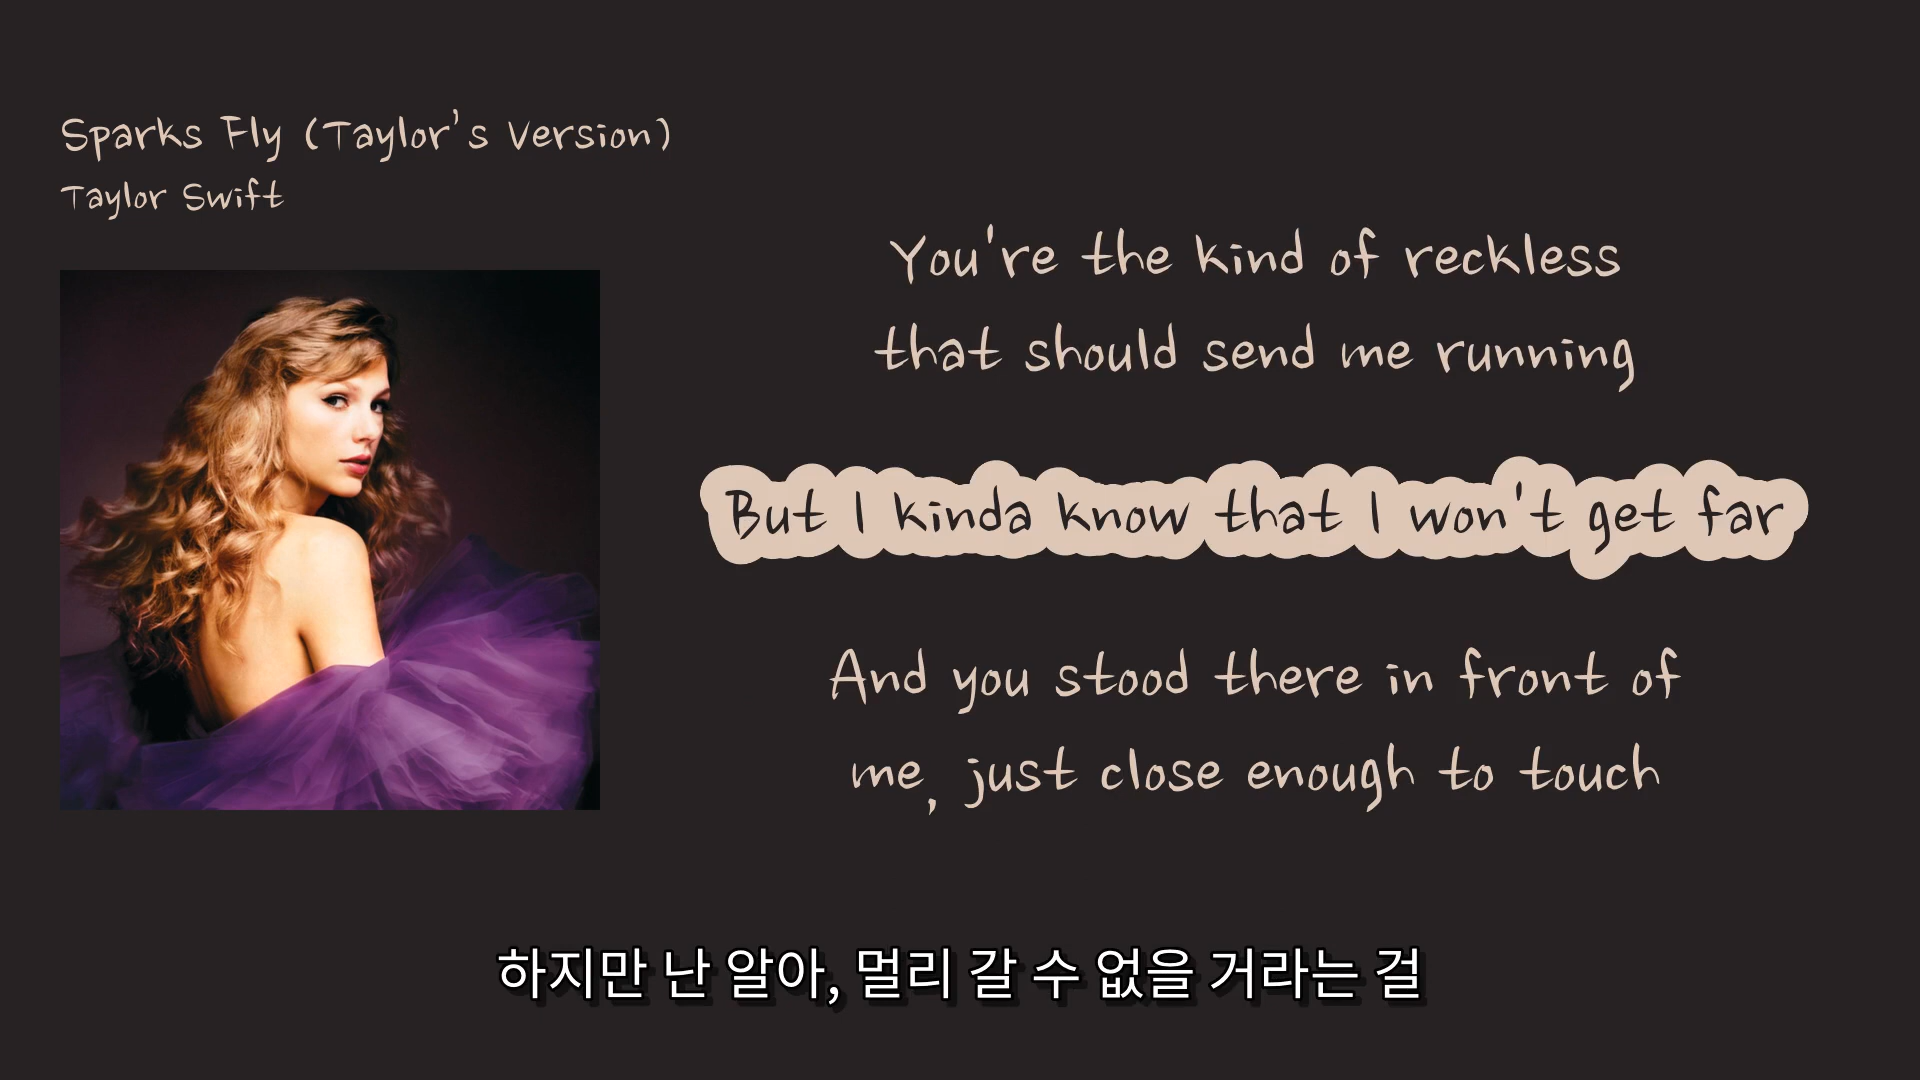 Sparks Fly (Taylor's Version)
Taylor Swift
You're the kind of reckless
that should send me running
But I kinda know that I won't get far
And you stood there in front of
me, just close enough to touch
하지만 난 알아, 멀리 갈 수 없을 거라는 걸